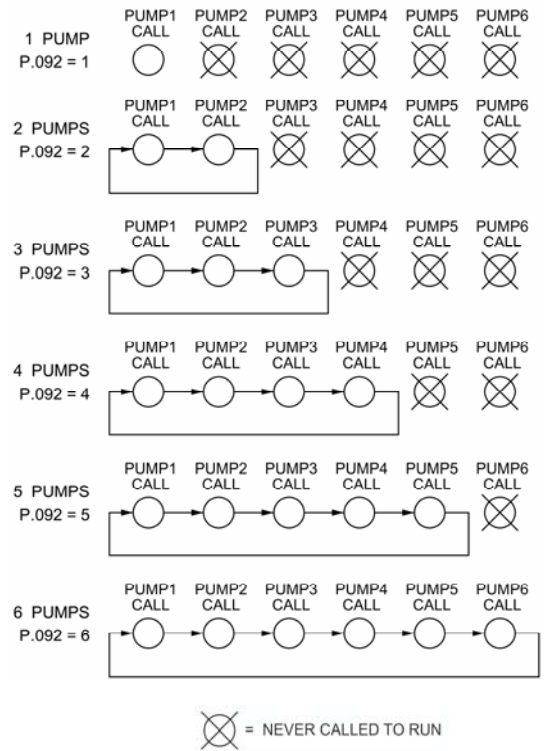 PUMP1 PUMP2 PUMP3 PUMP4 PUMP5 PUMP6
CALL CALL CALL CALL CALL CALL
1 PUMP
P.092 = 1
PUMP1 PUMP2 PUMP3 PUMP4 PUMP5 PUMP6
CALL CALL CALL CALL CALL CALL
2 PUMPS
P.092 = 2
PUMP1 PUMP2 PUMP3 PUMP4 PUMP5 PUMP6
CALL CALL CALL CALL CALL CALL
3 PUMPS
P.092 = 3
PUMP1 PUMP2 PUMP3 PUMP4 PUMP5 PUMP6
CALL CALL CALL CALL CALL CALL
4 PUMPS
P.092 = 4
PUMP1 PUMP2 PUMP3 PUMP4 PUMP5 PUMP6
CALL CALL CALL CALL CALL CALL
5 PUMPS
P.092 = 5
PUMP1 PUMP2 PUMP3 PUMP4 PUMP5 PUMP6
CALL CALL CALL CALL CALL CALL
6 PUMPS
P.092 = 6
= NEVER CALLED TO RUN